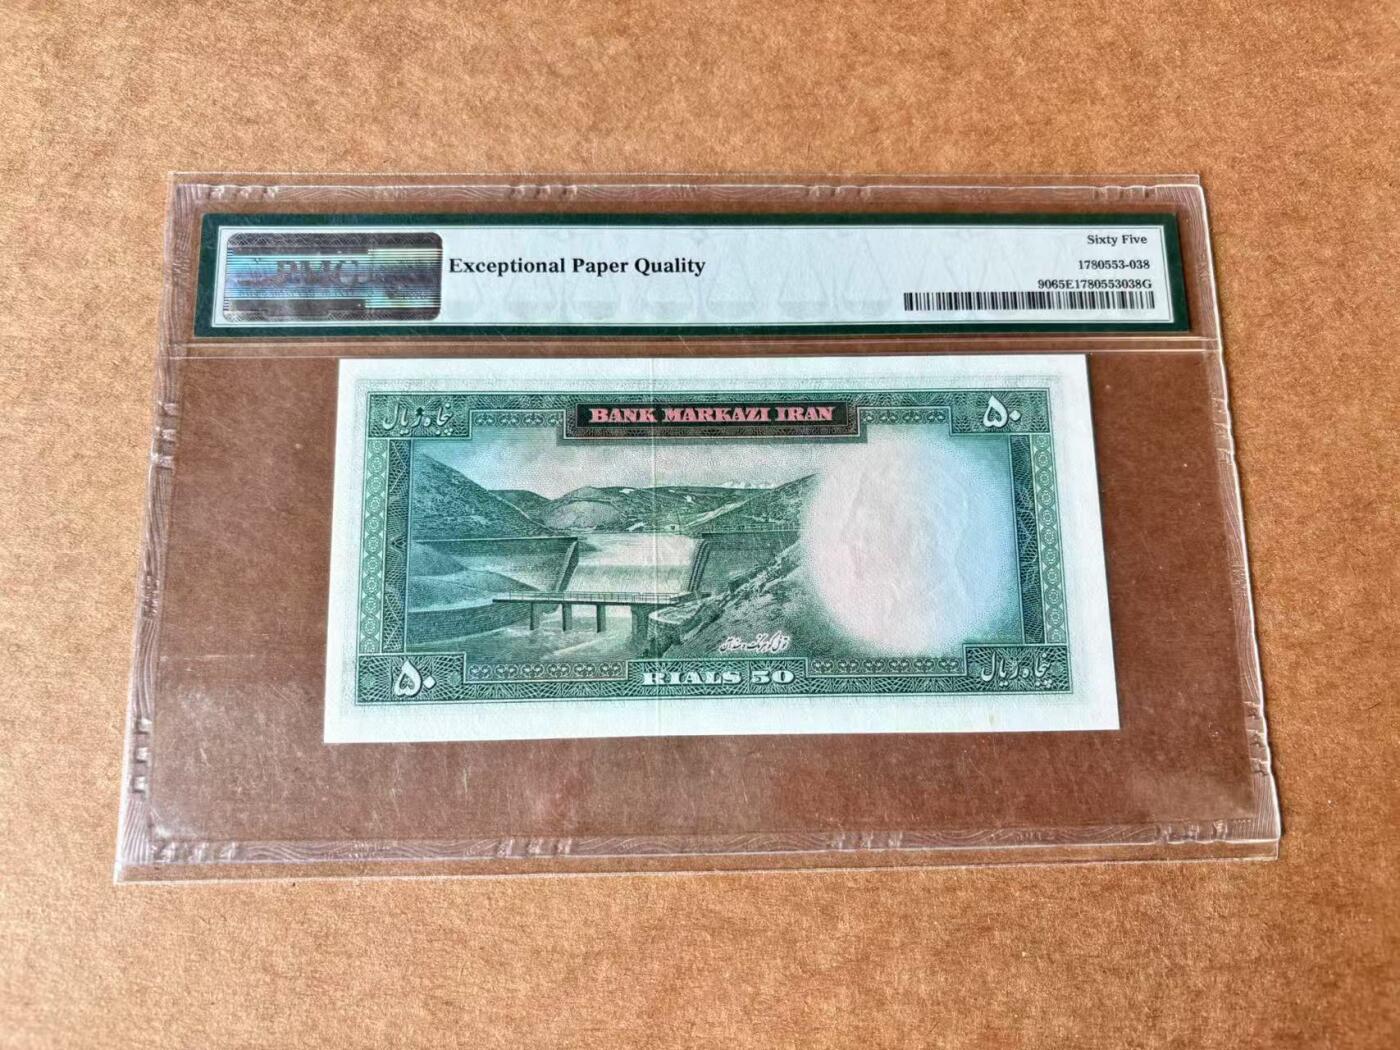 PMG
Exceptional Paper Quality
Sixty Five
1780553-038
9065E1780553038G
پنجاه ریال
BANK MARKAZI IRAN
۵۰
۵۰
RIALS 50
پنجاه ریال